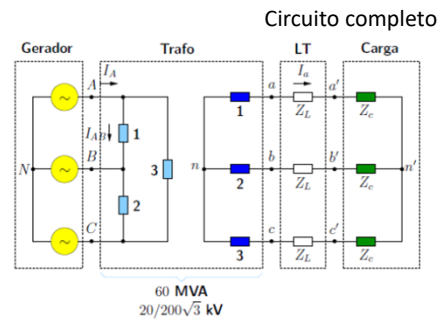 Circuito completo
Gerador Trafo LT Carga
A I_A a I_a a'
1 Z_L Z_c
I_AB 1
N B 3 n b b' n'
2 Z_L Z_c
2
C c c'
3 Z_L Z_c
60 MVA
20/200√3 kV